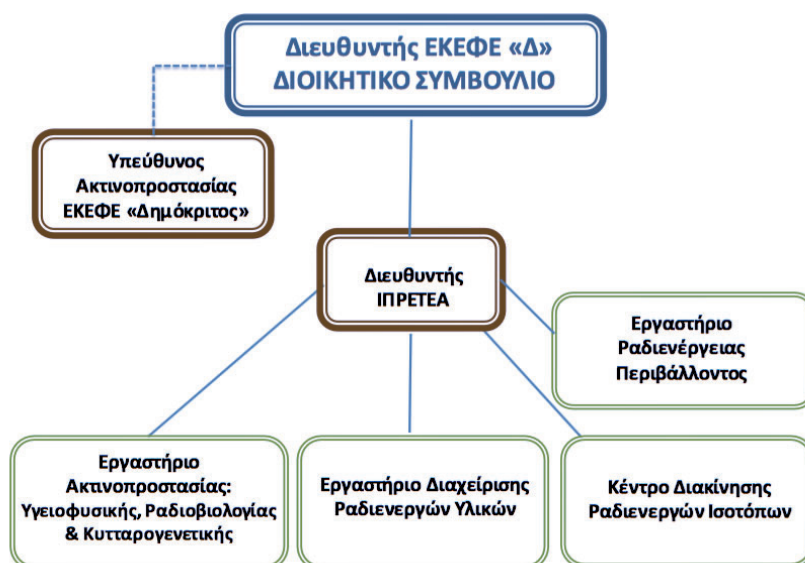 Διευθυντής ΕΚΕΦΕ «Δ»
ΔΙΟΙΚΗΤΙΚΟ ΣΥΜΒΟΥΛΙΟ
Υπεύθυνος
Ακτινοπροστασίας
ΕΚΕΦΕ «Δημόκριτος»
Διευθυντής
ΙΠΡΕΤΕΑ
Εργαστήριο
Ραδιενέργειας
Περιβάλλοντος
Εργαστήριο
Ακτινοπροστασίας:
Υγειοφυσικής, Ραδιοβιολογίας
& Κυτταρογενετικής
Εργαστήριο Διαχείρισης
Ραδιενεργών Υλικών
Κέντρο Διακίνησης
Ραδιενεργών Ισοτόπων